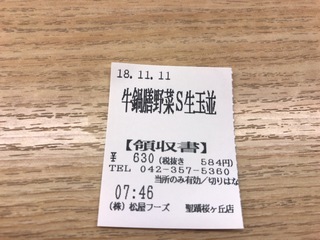 18.11.11
牛鍋膳野菜S生玉並
【領収書】
¥ 630(税抜き 584円)
TEL 042-357-5360
当所のみ有効/切りはな
07:46
(株)松屋フーズ 聖蹟桜ヶ丘店